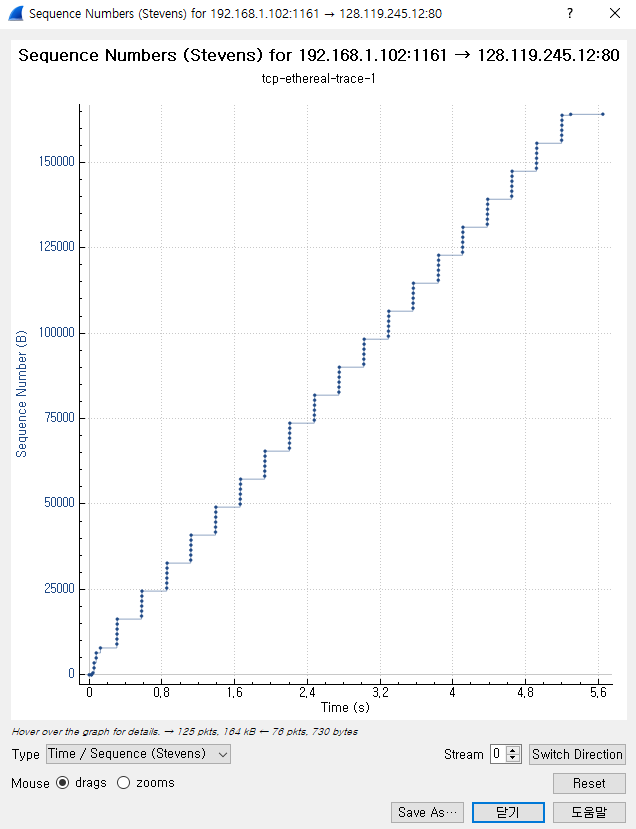 Sequence Numbers (Stevens) for 192.168.1.102:1161 → 128.119.245.12:80
?
Sequence Numbers (Stevens) for 192.168.1.102:1161 → 128.119.245.12:80
tcp-ethereal-trace-1
150000
125000
100000
75000
50000
25000
0
Sequence Number (B)
0 0,8 1,6 2,4 3,2 4 4,8 5,6
Time (s)
Hover over the graph for details. → 125 pkts, 164 kB ← 76 pkts, 730 bytes
Type Time / Sequence (Stevens) Stream 0 Switch Direction
Mouse drags zooms Reset
Save As… 닫기 도움말